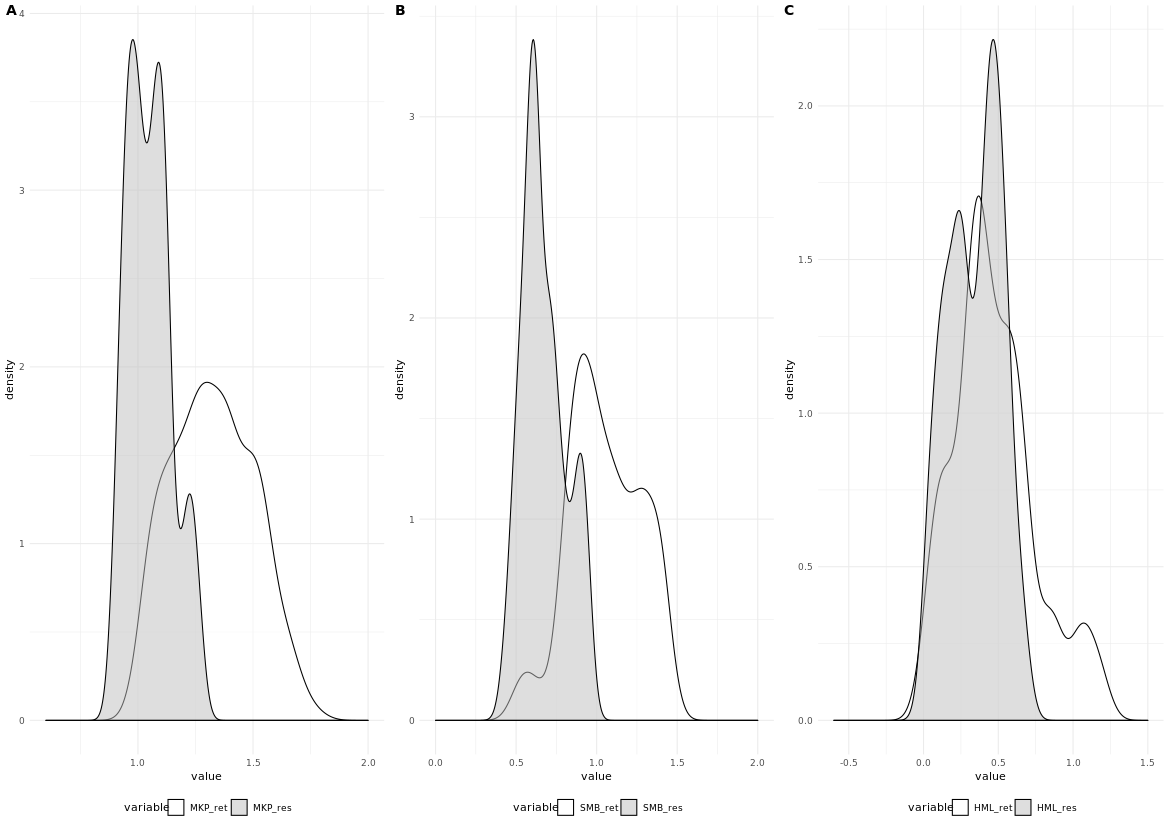 A
4
3
2
1
0
density
1.0 1.5 2.0
value
variable MKP_ret MKP_res
B
3
2
1
0
density
0.0 0.5 1.0 1.5 2.0
value
variable SMB_ret SMB_res
C
2.0
1.5
1.0
0.5
0.0
density
-0.5 0.0 0.5 1.0 1.5
value
variable HML_ret HML_res